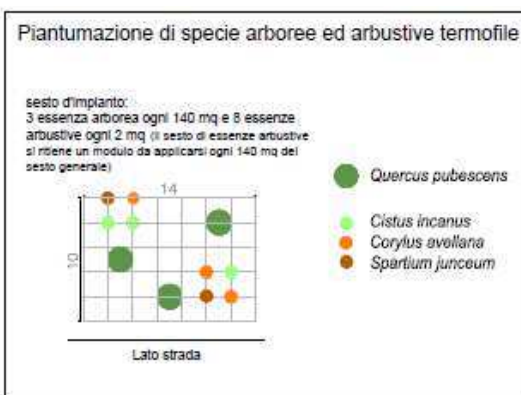 Piantumazione di specie arboree ed arbustive termofile
sesto d'impianto:
3 essenza arborea ogni 140 mq e 8 essenze
arbustive ogni 2 mq (il sesto di essenze arbustive
si ritiene un modulo da applicarsi ogni 140 mq del
sesto generale)
14
10
Lato strada
Quercus pubescens
Cistus incanus
Corylus avellana
Spartium junceum